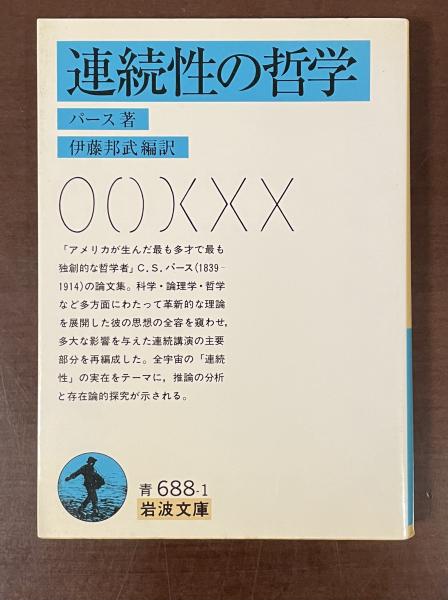 連続性の哲学
パース著
伊藤邦武編訳
「アメリカが生んだ最も多才で最も
独創的な哲学者」C.S.パース(1839-
1914)の論文集。科学・論理学・哲学
など多方面にわたって革新的な理論
を展開した彼の思想の全容を窺わせ,
多大な影響を与えた連続講演の主要
部分を再編成した。全宇宙の「連続
性」の実在をテーマに,推論の分析
と存在論的探究が示される。
青 688-1
岩波文庫